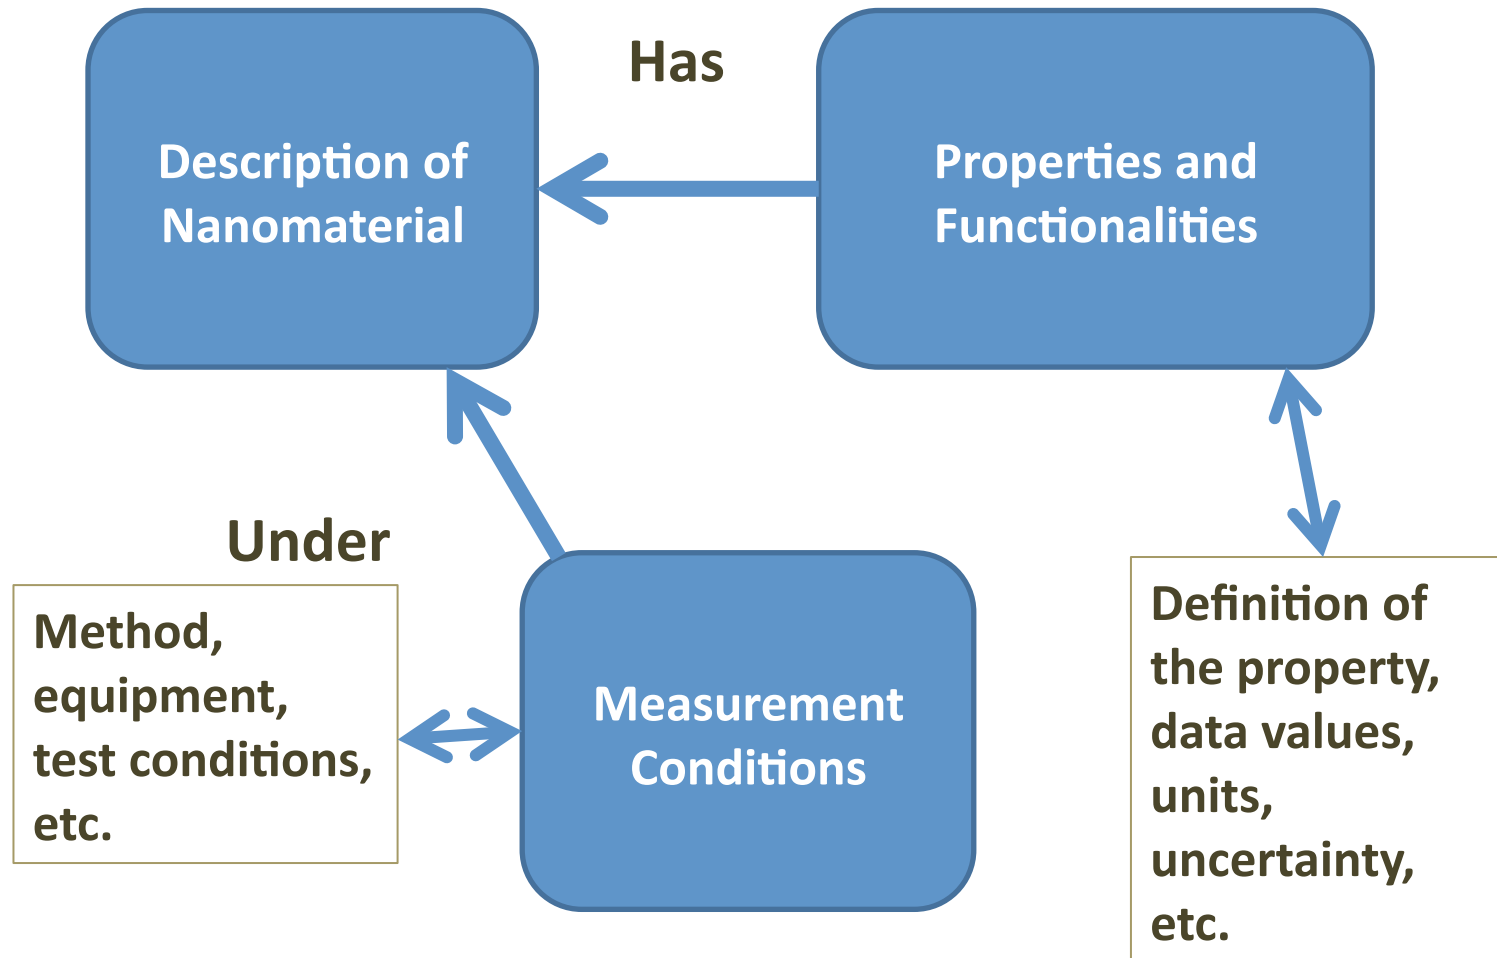 Has
Description of
Nanomaterial
Properties and
Functionalities
Under
Method,
equipment,
test conditions,
etc.
Measurement
Conditions
Definition of
the property,
data values,
units,
uncertainty,
etc.